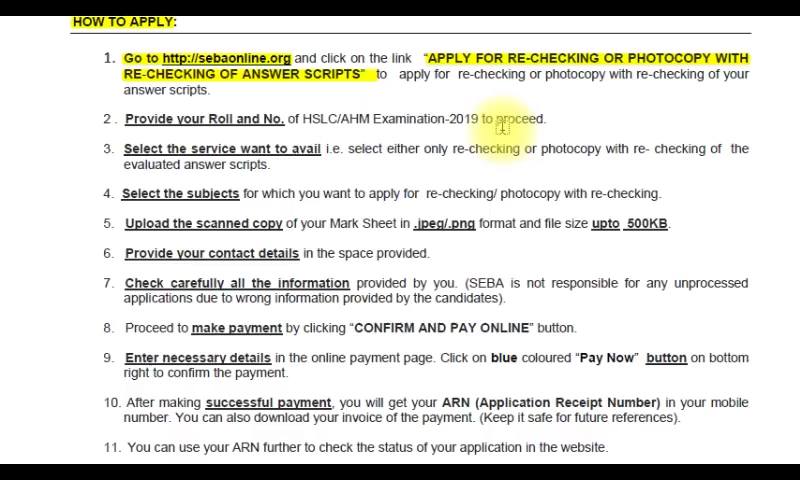 HOW TO APPLY:
1. Go to http://sebaonline.org and click on the link "APPLY FOR RE-CHECKING OR PHOTOCOPY WITH
RE-CHECKING OF ANSWER SCRIPTS" to apply for re-checking or photocopy with re-checking of your
answer scripts.
2 . Provide your Roll and No. of HSLC/AHM Examination-2019 to proceed.
3. Select the service want to avail i.e. select either only re-checking or photocopy with re- checking of the
evaluated answer scripts.
4. Select the subjects for which you want to apply for re-checking/ photocopy with re-checking.
5. Upload the scanned copy of your Mark Sheet in .jpeg/.png format and file size upto 500KB.
6. Provide your contact details in the space provided.
7. Check carefully all the information provided by you. (SEBA is not responsible for any unprocessed
applications due to wrong information provided by the candidates).
8. Proceed to make payment by clicking "CONFIRM AND PAY ONLINE" button.
9. Enter necessary details in the online payment page. Click on blue coloured "Pay Now" button on bottom
right to confirm the payment.
10. After making successful payment, you will get your ARN (Application Receipt Number) in your mobile
number. You can also download your invoice of the payment. (Keep it safe for future references).
11. You can use your ARN further to check the status of your application in the website.